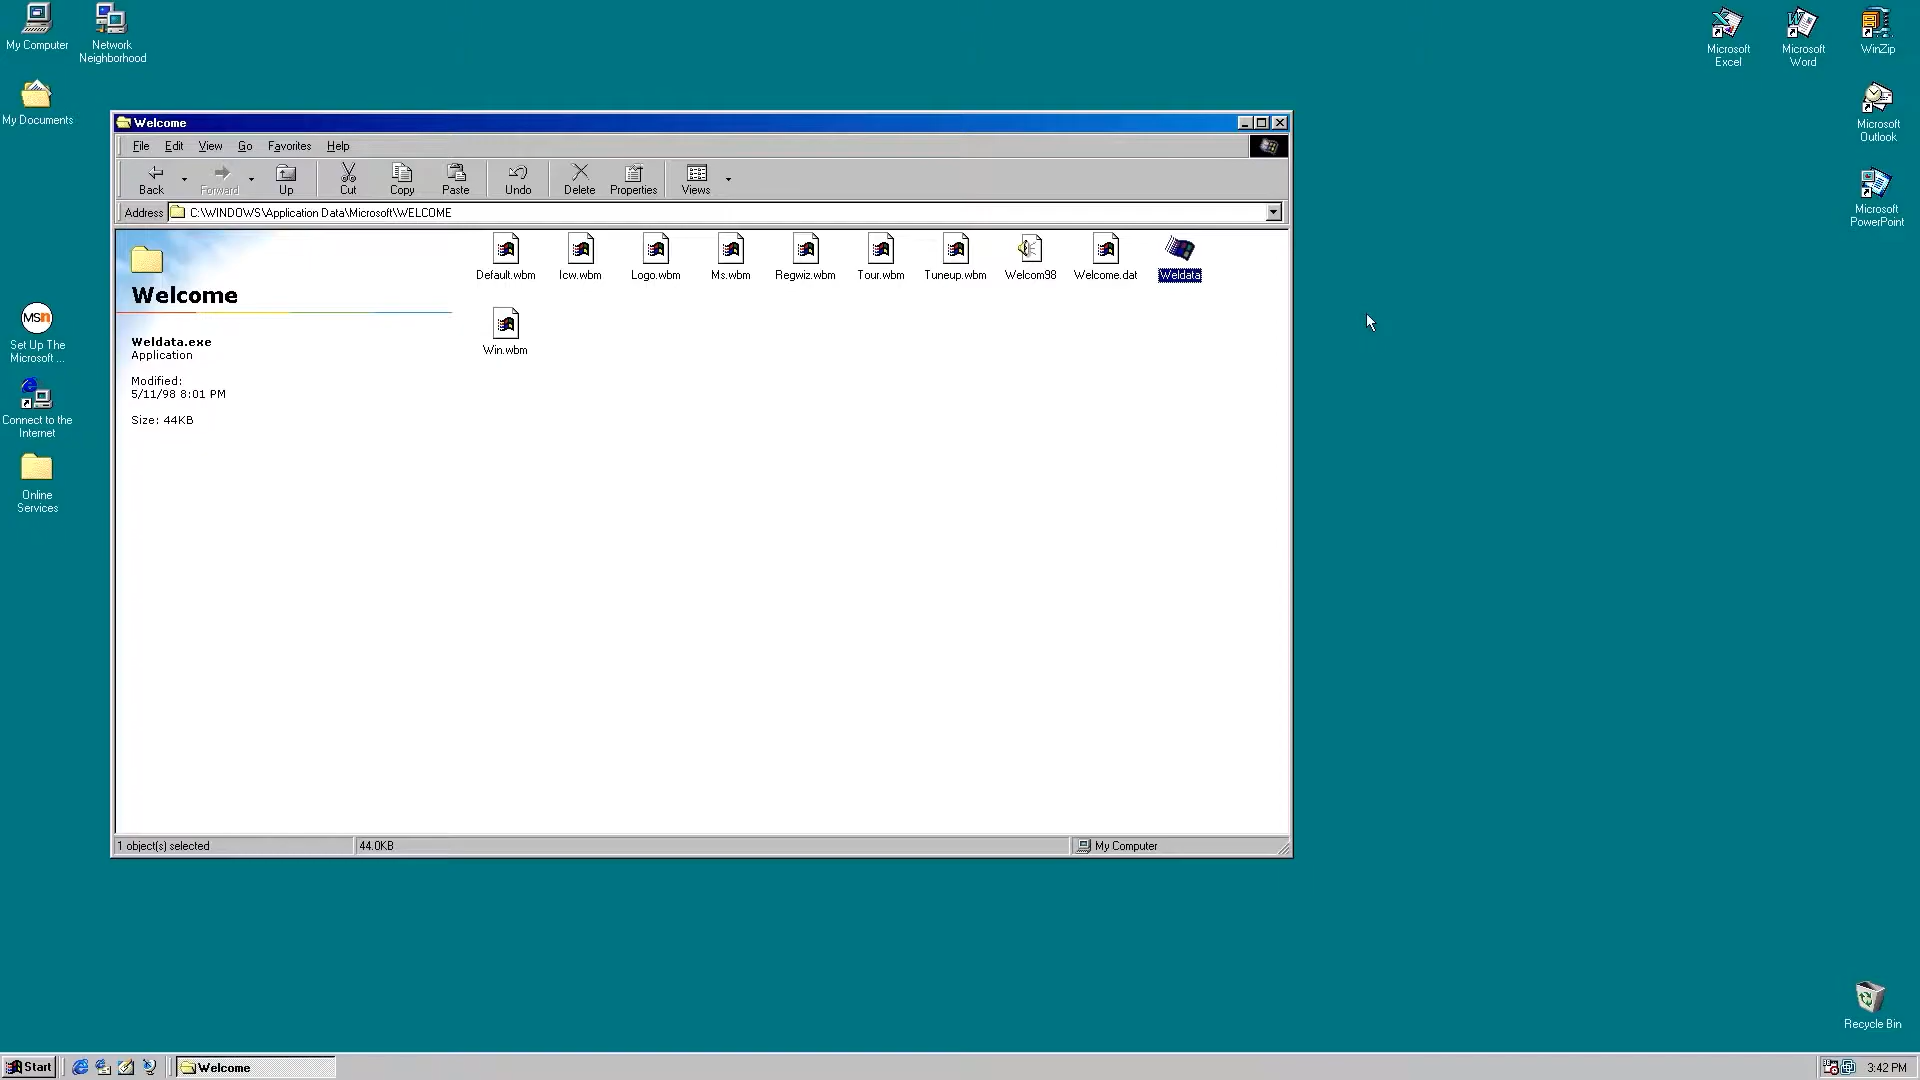 My Computer
Network
Neighborhood
Microsoft
Excel
Microsoft
Word
WinZip
My Documents
Microsoft
Outlook
Microsoft
PowerPoint
MSN
Set Up The
Microsoft ...
Connect to the
Internet
Online
Services
Recycle Bin
Welcome
File Edit View Go Favorites Help
Back Forward Up Cut Copy Paste Undo Delete Properties Views
Address C:\WINDOWS\Application Data\Microsoft\WELCOME
Welcome
Weldata.exe
Application
Modified:
5/11/98 8:01 PM
Size: 44KB
Default.wbm Icw.wbm Logo.wbm Ms.wbm Regwiz.wbm Tour.wbm Tuneup.wbm Welcom98 Welcome.dat Weldata
Win.wbm
1 object(s) selected 44.0KB My Computer
Start Welcome 3:42 PM